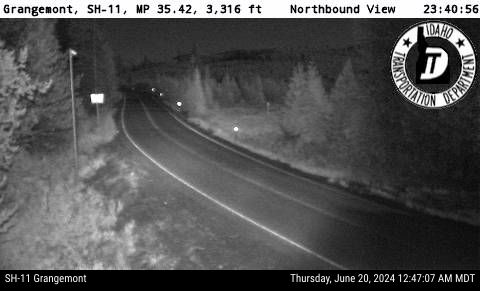 Grangemont, SH-11, MP 35.42, 3,316 ft Northbound View 23:40:56
IDAHO
TRANSPORTATION DEPARTMENT
SH-11 Grangemont Thursday, June 20, 2024 12:47:07 AM MDT